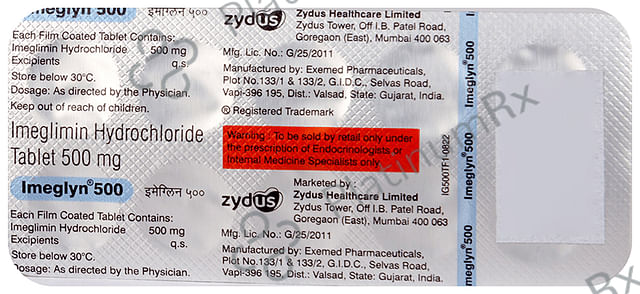 Imeglyn 500 इमेग्लिन ५००
Each Film Coated Tablet Contains:
Imeglimin Hydrochloride 500 mg
Excipients q.s.
Store below 30°C.
Dosage: As directed by the Physician.
Keep out of reach of children.
Imeglimin Hydrochloride
Tablet 500 mg
Imeglyn® 500 इमेग्लिन ५००
Each Film Coated Tablet Contains:
Imeglimin Hydrochloride 500 mg
Excipients q.s.
Store below 30°C.
Dosage: As directed by the Physician.
zydus
Zydus Healthcare Limited
Zydus Tower, Off I.B. Patel Road,
Goregaon (East), Mumbai 400 063
Mfg. Lic. No.: G/25/2011
Manufactured by: Exemed Pharmaceuticals,
Plot No.133/1 & 133/2, G.I.D.C., Selvas Road,
Vapi-396 195, Dist.: Valsad, State: Gujarat, India.
® Registered Trademark
Warning : To be sold by retail only under
the prescription of Endocrinologists or
Internal Medicine Specialists only
Marketed by :
zydus
Zydus Healthcare Limited
Zydus Tower, Off I.B. Patel Road,
Goregaon (East), Mumbai 400 063
Mfg. Lic. No.: G/25/2011
Manufactured by: Exemed Pharmaceuticals,
Plot No.133/1 & 133/2, G.I.D.C., Selvas Road,
Vapi-396 195, Dist.: Valsad, State: Gujarat, India.
IG500TF1-0822
Imeglyn® 500
Imeglyn® 500
PlatinumRx